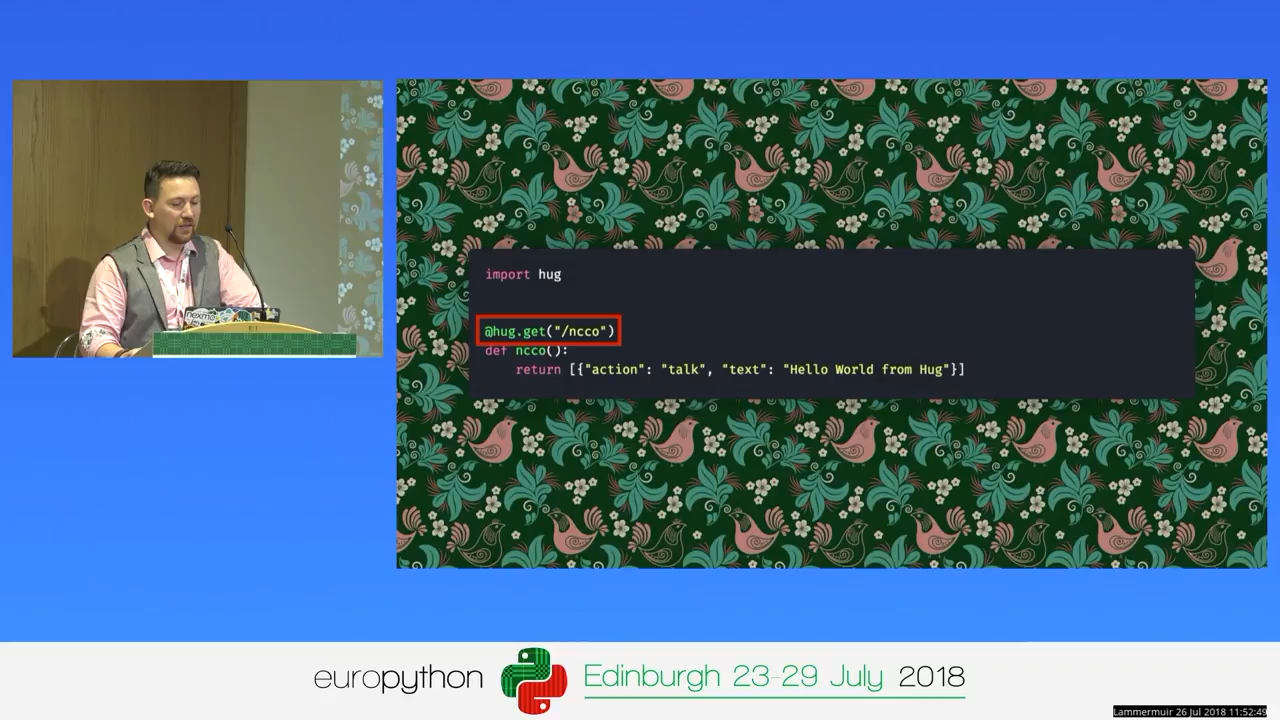 nexmo
import hug
@hug.get("/ncco")
def ncco():
return [{"action": "talk", "text": "Hello World from Hug"}]
europython Edinburgh 23-29 July 2018
Lammermuir 26 Jul 2018 11:52:49